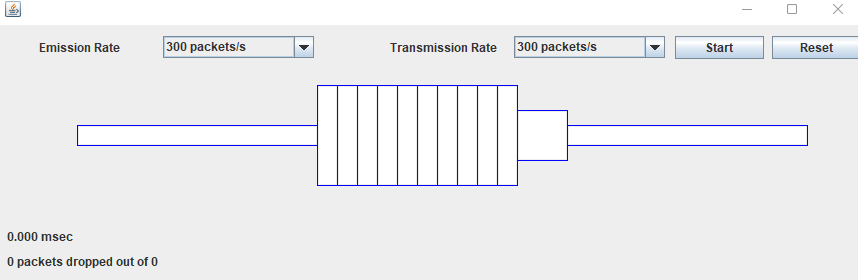 Emission Rate 300 packets/s Transmission Rate 300 packets/s Start Reset
0.000 msec
0 packets dropped out of 0